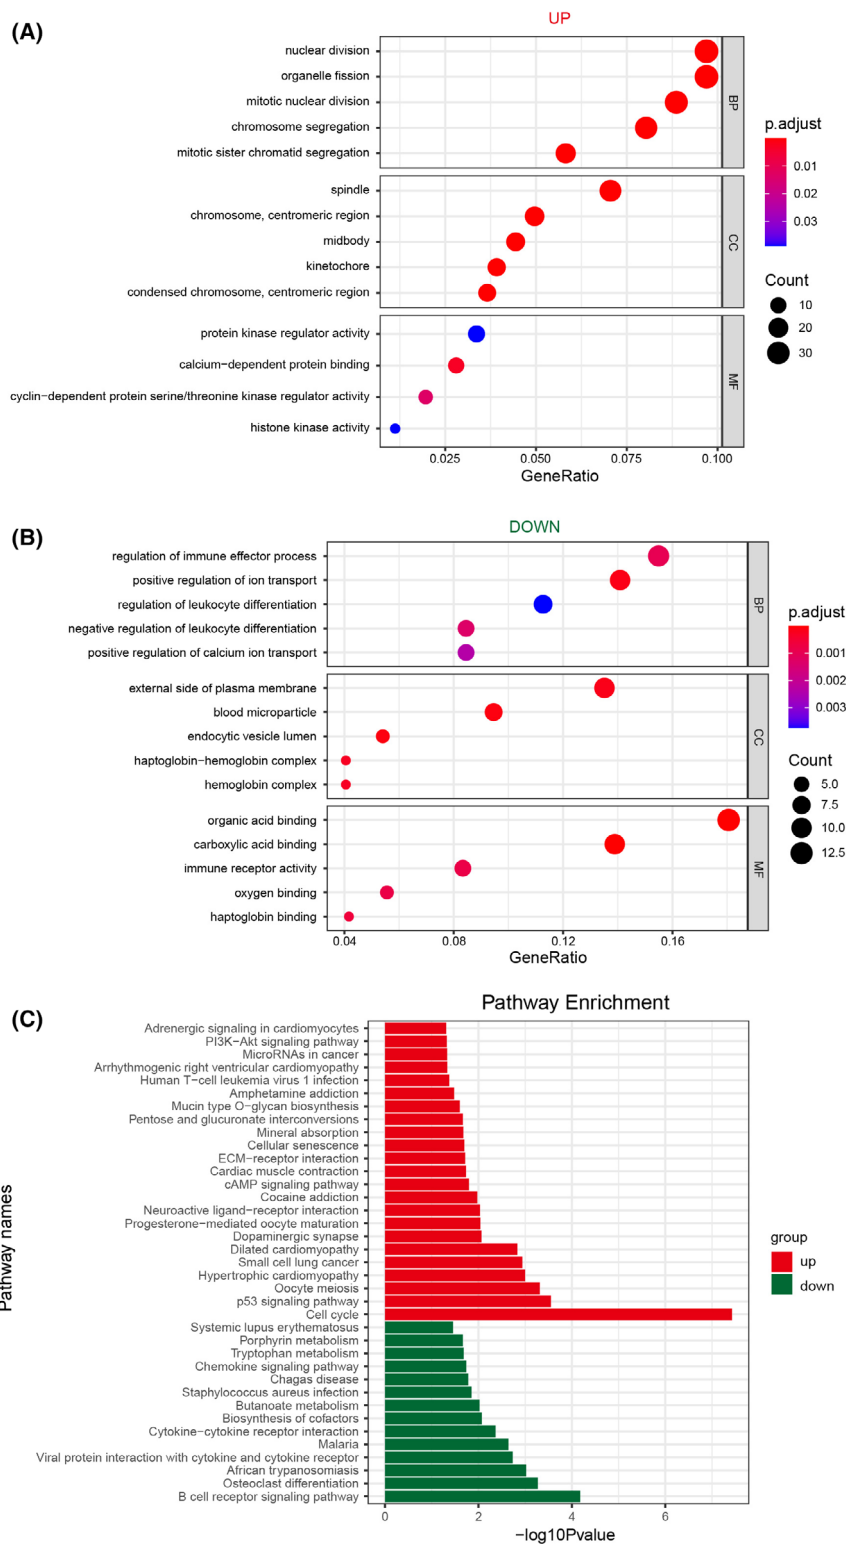 (A)
UP
nuclear division
organelle fission
mitotic nuclear division
chromosome segregation
mitotic sister chromatid segregation
BP
spindle
chromosome, centromeric region
midbody
kinetochore
condensed chromosome, centromeric region
CC
protein kinase regulator activity
calcium−dependent protein binding
cyclin−dependent protein serine/threonine kinase regulator activity
histone kinase activity
MF
0.025 0.050 0.075 0.100
GeneRatio
p.adjust
0.01
0.02
0.03
Count
10
20
30
(B)
DOWN
regulation of immune effector process
positive regulation of ion transport
regulation of leukocyte differentiation
negative regulation of leukocyte differentiation
positive regulation of calcium ion transport
BP
external side of plasma membrane
blood microparticle
endocytic vesicle lumen
haptoglobin−hemoglobin complex
hemoglobin complex
CC
organic acid binding
carboxylic acid binding
immune receptor activity
oxygen binding
haptoglobin binding
MF
0.04 0.08 0.12 0.16
GeneRatio
p.adjust
0.001
0.002
0.003
Count
5.0
7.5
10.0
12.5
(C)
Pathway Enrichment
Pathway names
Adrenergic signaling in cardiomyocytes
PI3K−Akt signaling pathway
MicroRNAs in cancer
Arrhythmogenic right ventricular cardiomyopathy
Human T−cell leukemia virus 1 infection
Amphetamine addiction
Mucin type O−glycan biosynthesis
Pentose and glucuronate interconversions
Mineral absorption
Cellular senescence
ECM−receptor interaction
Cardiac muscle contraction
cAMP signaling pathway
Cocaine addiction
Neuroactive ligand−receptor interaction
Progesterone−mediated oocyte maturation
Dopaminergic synapse
Dilated cardiomyopathy
Small cell lung cancer
Hypertrophic cardiomyopathy
Oocyte meiosis
p53 signaling pathway
Cell cycle
Systemic lupus erythematosus
Porphyrin metabolism
Tryptophan metabolism
Chemokine signaling pathway
Chagas disease
Staphylococcus aureus infection
Butanoate metabolism
Biosynthesis of cofactors
Cytokine−cytokine receptor interaction
Malaria
Viral protein interaction with cytokine and cytokine receptor
African trypanosomiasis
Osteoclast differentiation
B cell receptor signaling pathway
0 2 4 6
−log10Pvalue
group
up
down